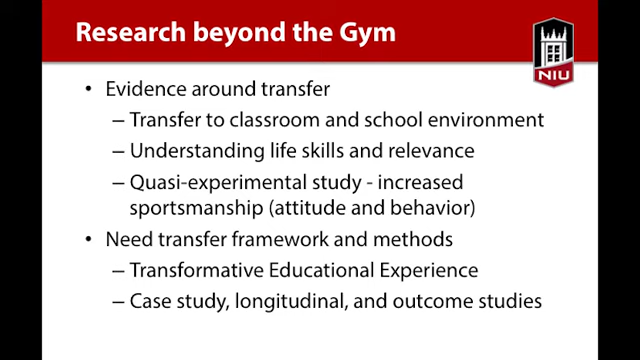 Research beyond the Gym
NIU
• Evidence around transfer
– Transfer to classroom and school environment
– Understanding life skills and relevance
– Quasi-experimental study - increased
sportsmanship (attitude and behavior)
• Need transfer framework and methods
– Transformative Educational Experience
– Case study, longitudinal, and outcome studies